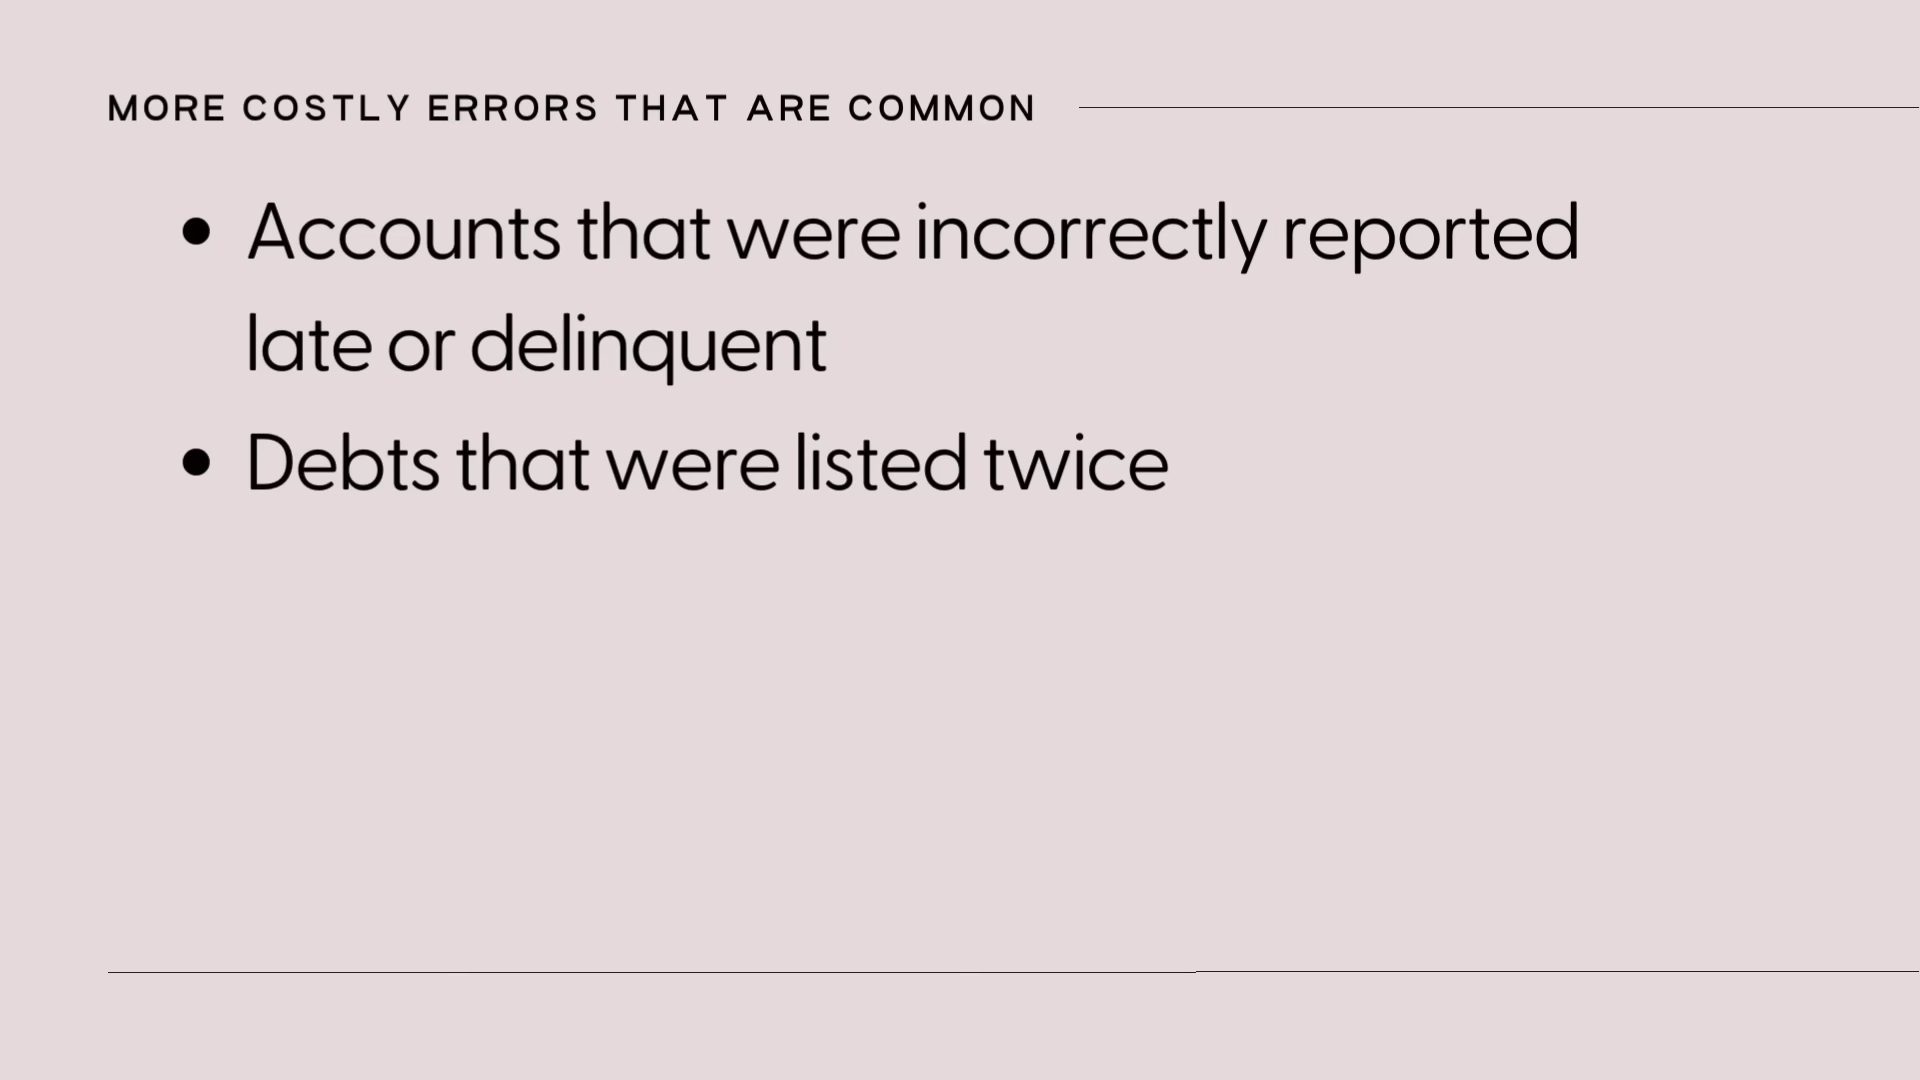 MORE COSTLY ERRORS THAT ARE COMMON
• Accounts that were incorrectly reported
late or delinquent
• Debts that were listed twice